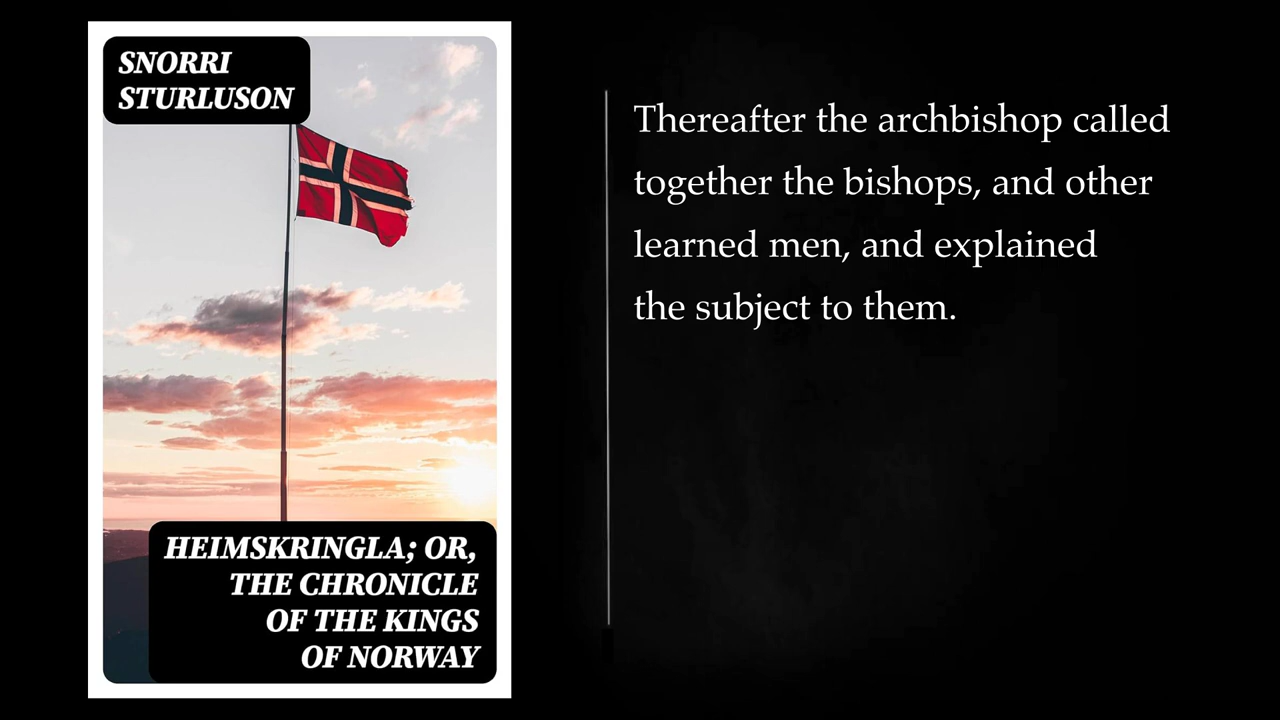 SNORRI
STURLUSON
HEIMSKRINGLA; OR,
THE CHRONICLE
OF THE KINGS
OF NORWAY
Thereafter the archbishop called
together the bishops, and other
learned men, and explained
the subject to them.